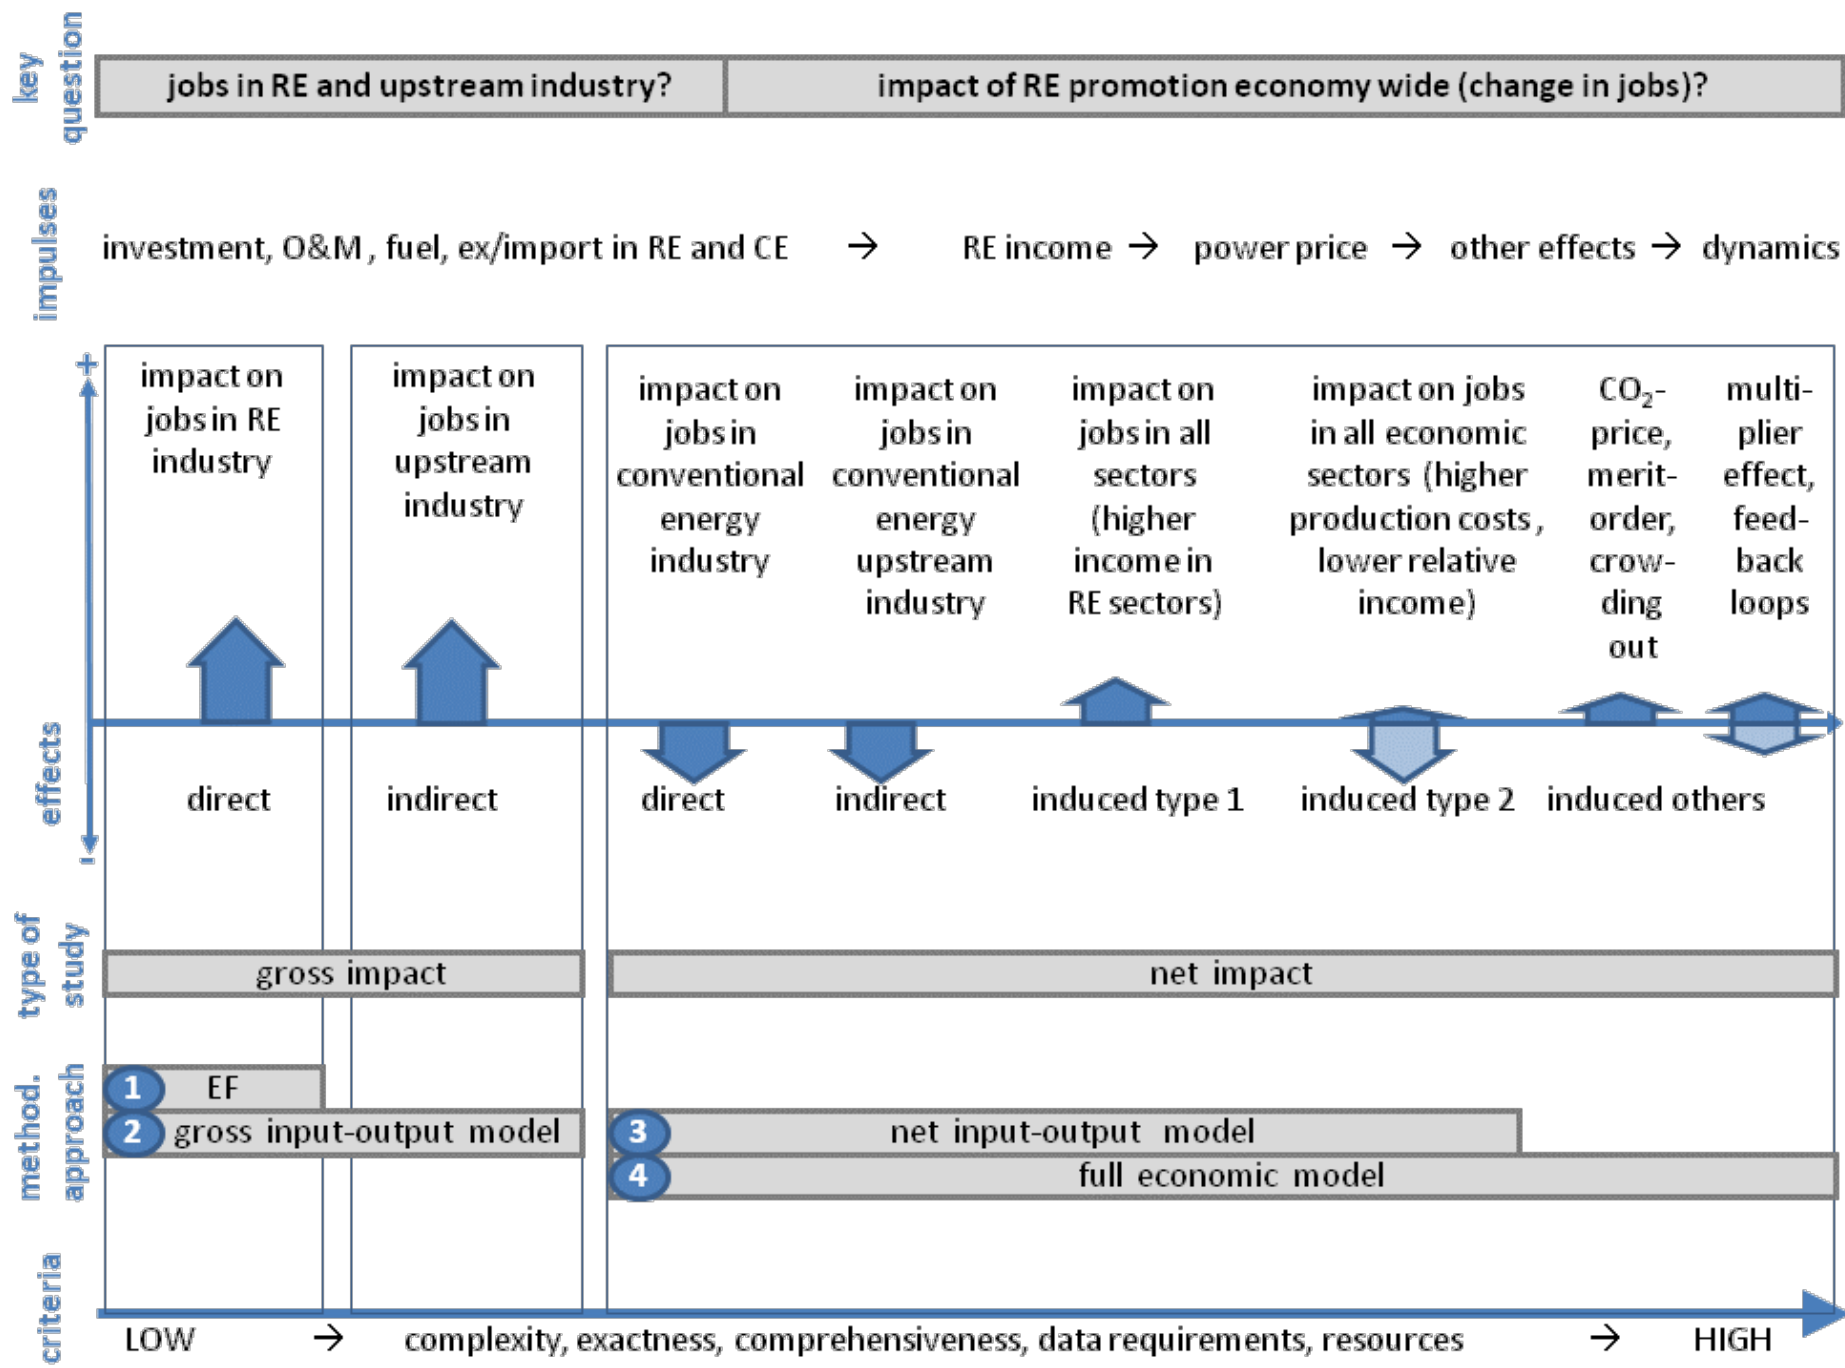 key
question
jobs in RE and upstream industry?
impact of RE promotion economy wide (change in jobs)?
impulses
investment, O&M, fuel, ex/import in RE and CE → RE income → power price → other effects → dynamics
+
impact on
jobs in RE
industry
impact on
jobs in
upstream
industry
impact on
jobs in
conventional
energy
industry
impact on
jobs in
conventional
energy
upstream
industry
impact on
jobs in all
sectors
(higher
income in
RE sectors)
impact on jobs
in all economic
sectors (higher
production costs,
lower relative
income)
CO₂-
price,
merit-
order,
crow-
ding
out
multi-
plier
effect,
feed-
back
loops
effects
direct
indirect
direct
indirect
induced type 1
induced type 2
induced others
-
type of
study
gross impact
net impact
method.
approach
1 EF
2 gross input-output model
3 net input-output model
4 full economic model
criteria
LOW → complexity, exactness, comprehensiveness, data requirements, resources → HIGH